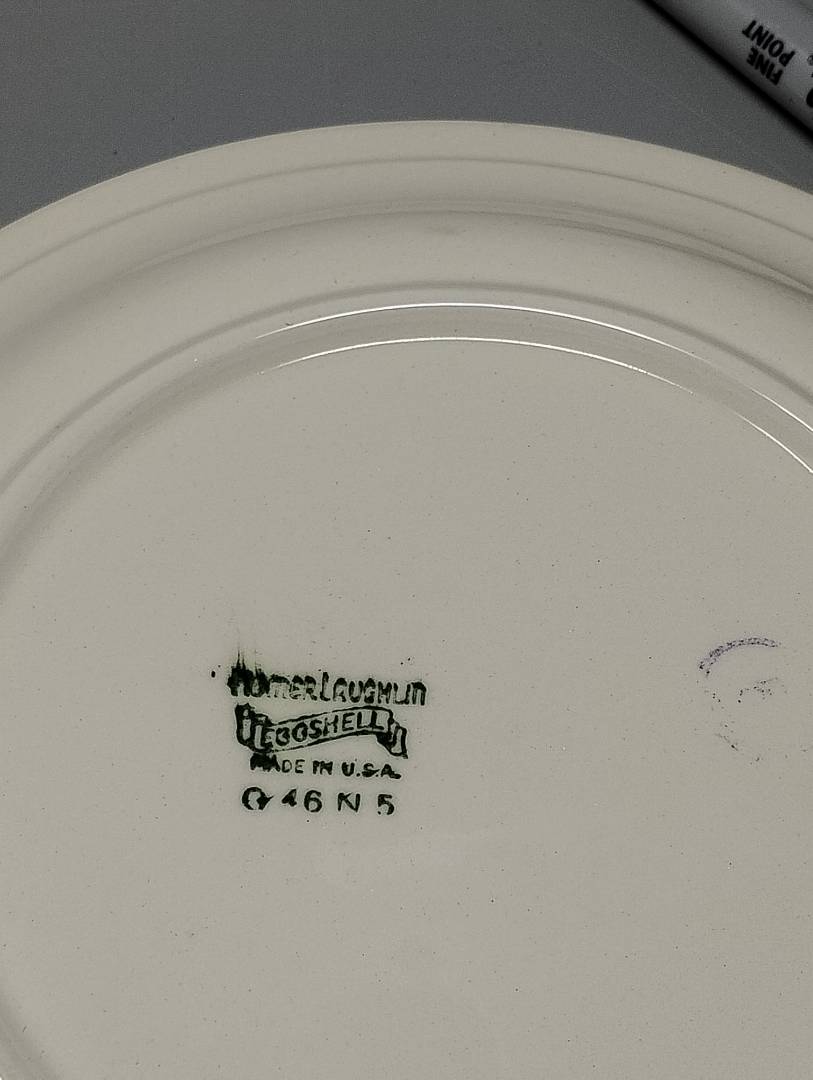 FINE
POINT
HOMER LAUGHLIN
EGGSHELL
MADE IN U.S.A.
G 46 N 5